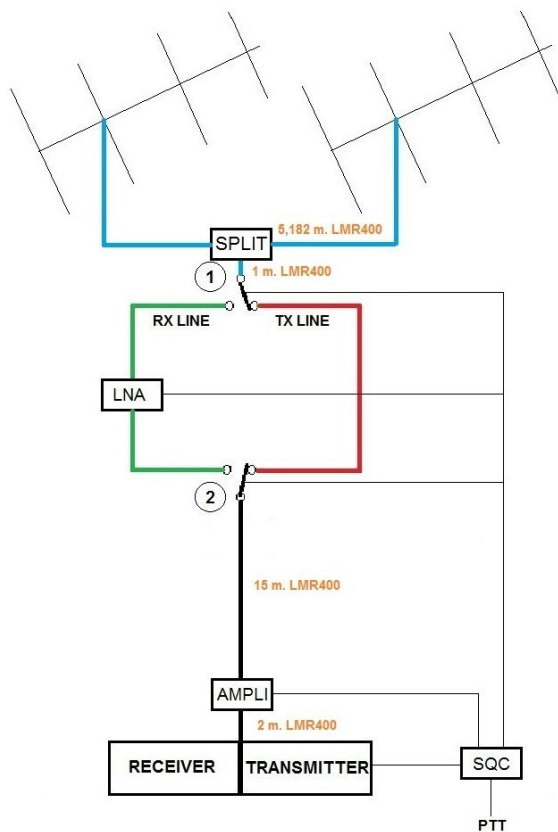 5,182 m. LMR400
SPLIT
1
1 m. LMR400
RX LINE
TX LINE
LNA
2
15 m. LMR400
AMPLI
2 m. LMR400
RECEIVER
TRANSMITTER
SQC
PTT